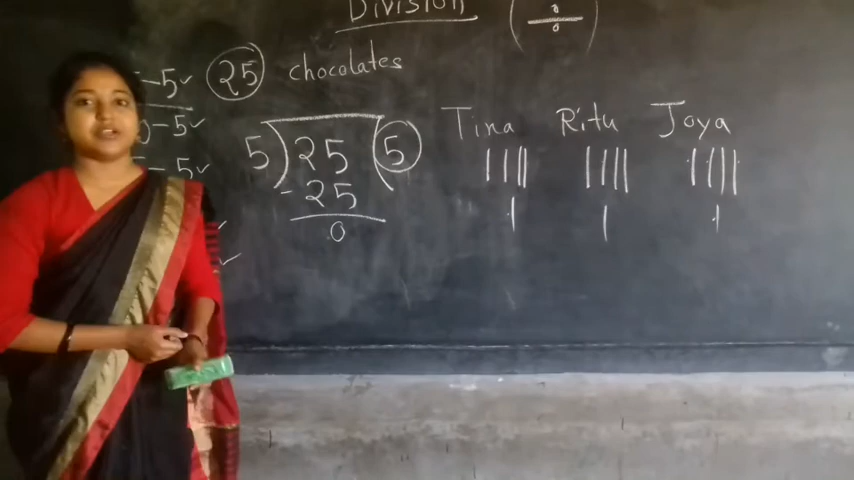 Division
-5✓
25 chocolates
-5✓
-5✓
5)25(5
-25
0
Tina Ritu Joya
|||| |||| ||||
| | |